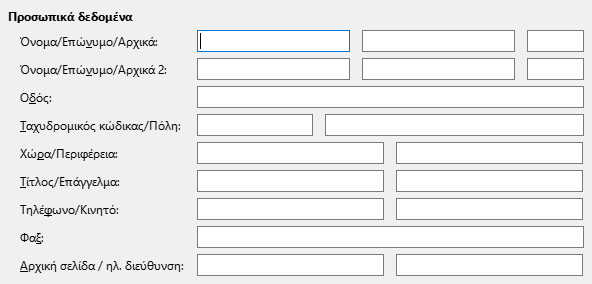 Προσωπικά δεδομένα
Όνομα/Επώνυμο/Αρχικά:
Όνομα/Επώνυμο/Αρχικά 2:
Οδός:
Ταχυδρομικός κώδικας/Πόλη:
Χώρα/Περιφέρεια:
Τίτλος/Επάγγελμα:
Τηλέφωνο/Κινητό:
Φαξ:
Αρχική σελίδα / ηλ. διεύθυνση: